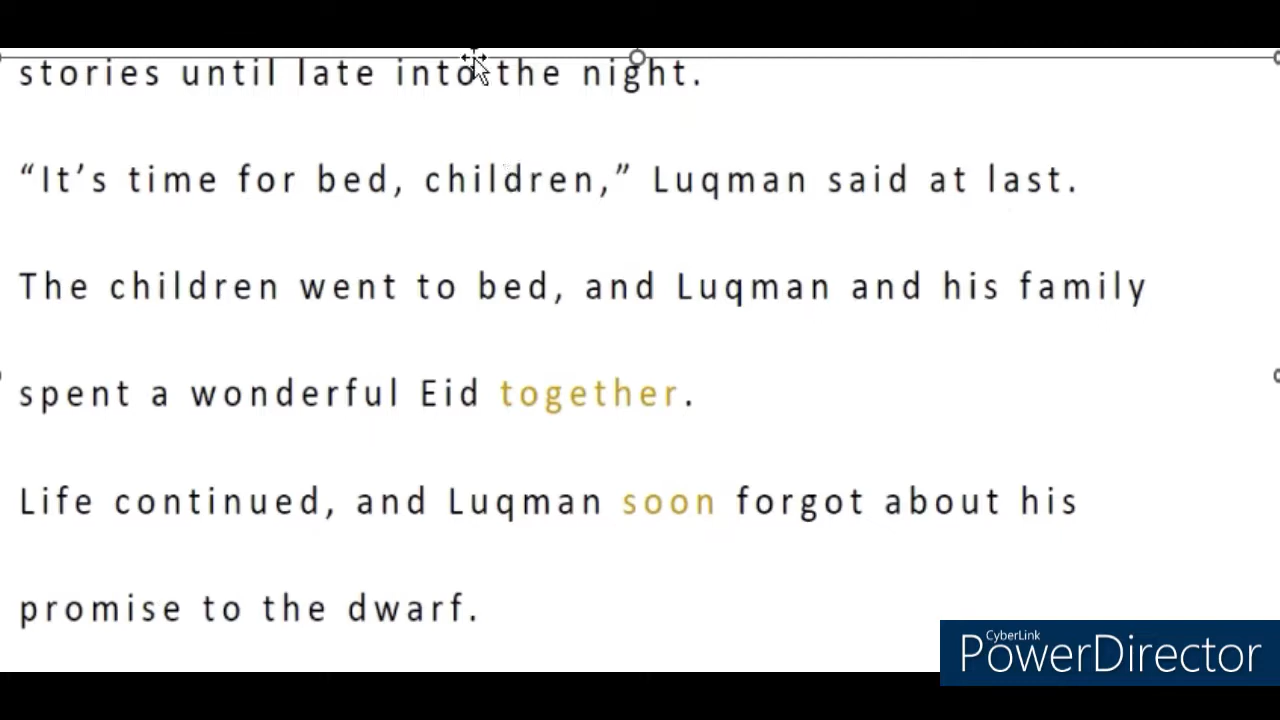 stories until late into the night.
“It’s time for bed, children,” Luqman said at last.
The children went to bed, and Luqman and his family
spent a wonderful Eid together.
Life continued, and Luqman soon forgot about his
promise to the dwarf.
CyberLink
PowerDirector